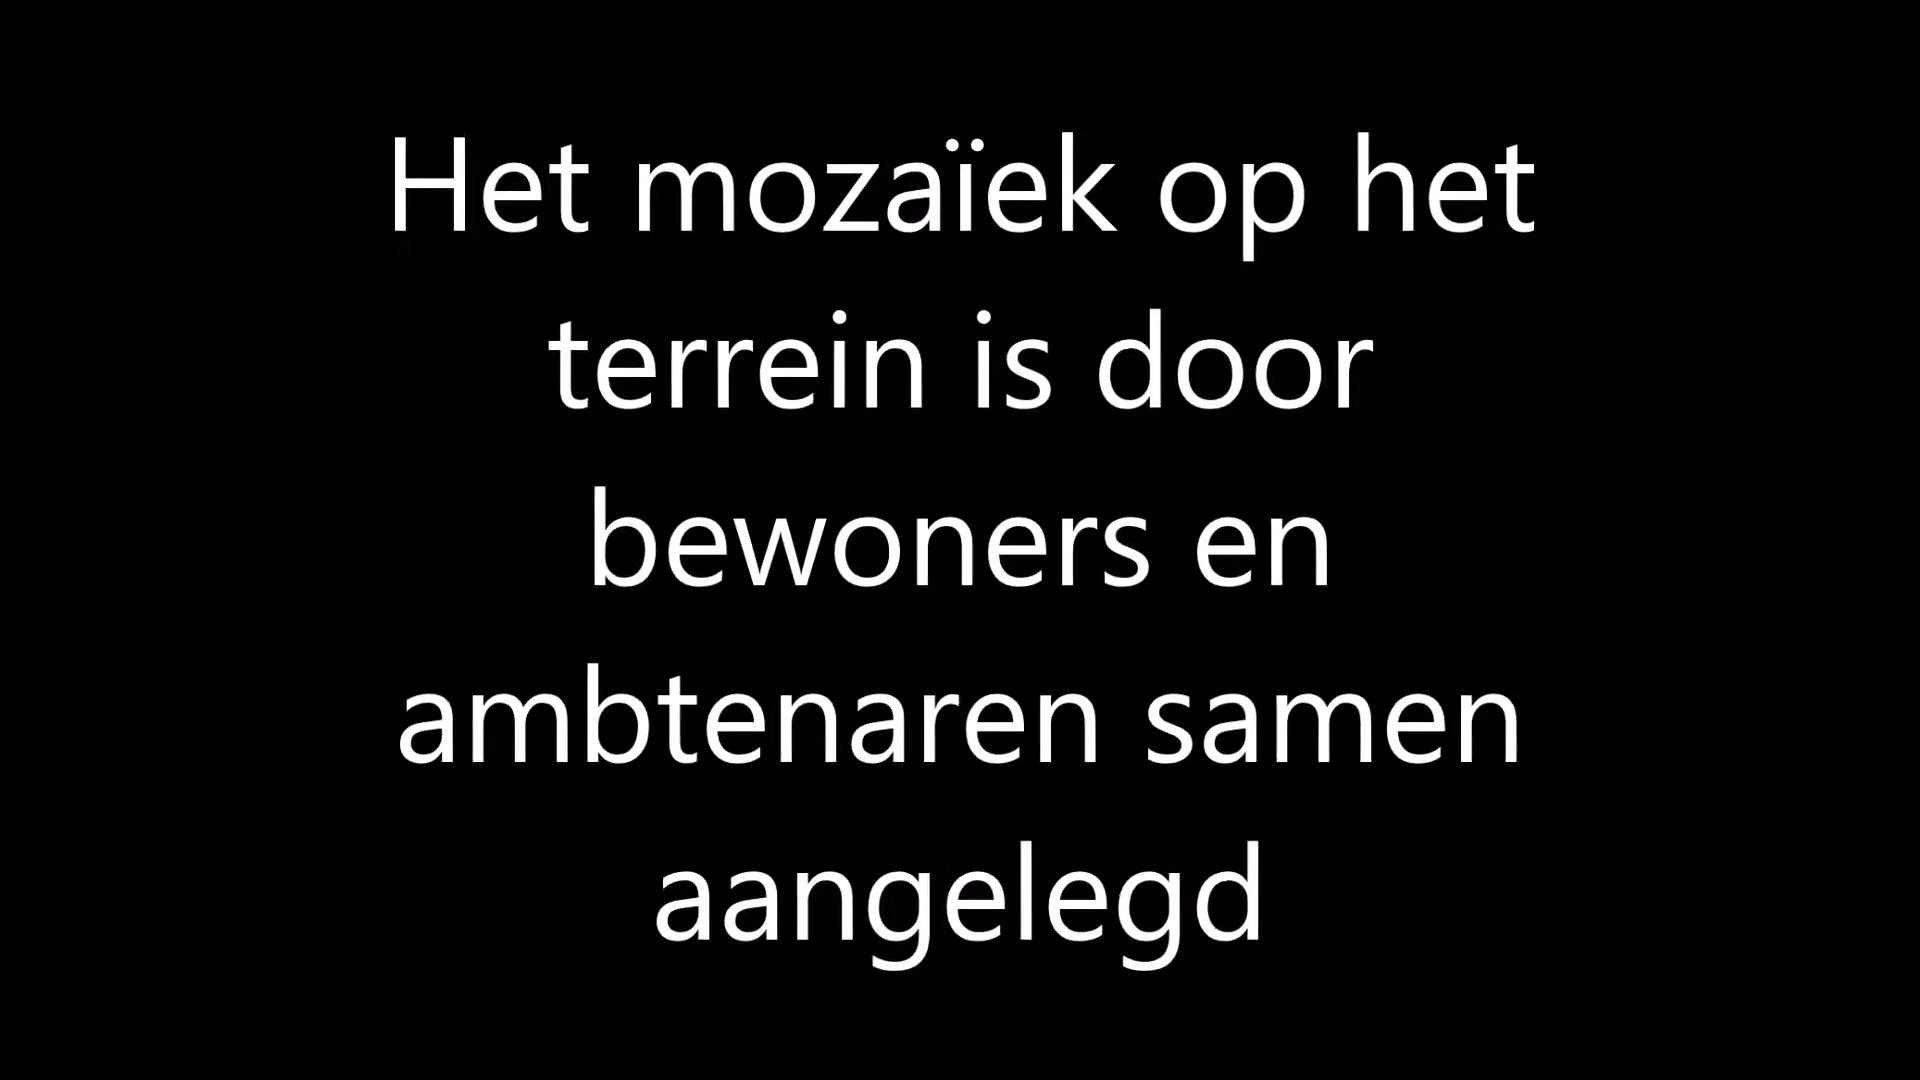 Het mozaïek op het
terrein is door
bewoners en
ambtenaren samen
aangelegd